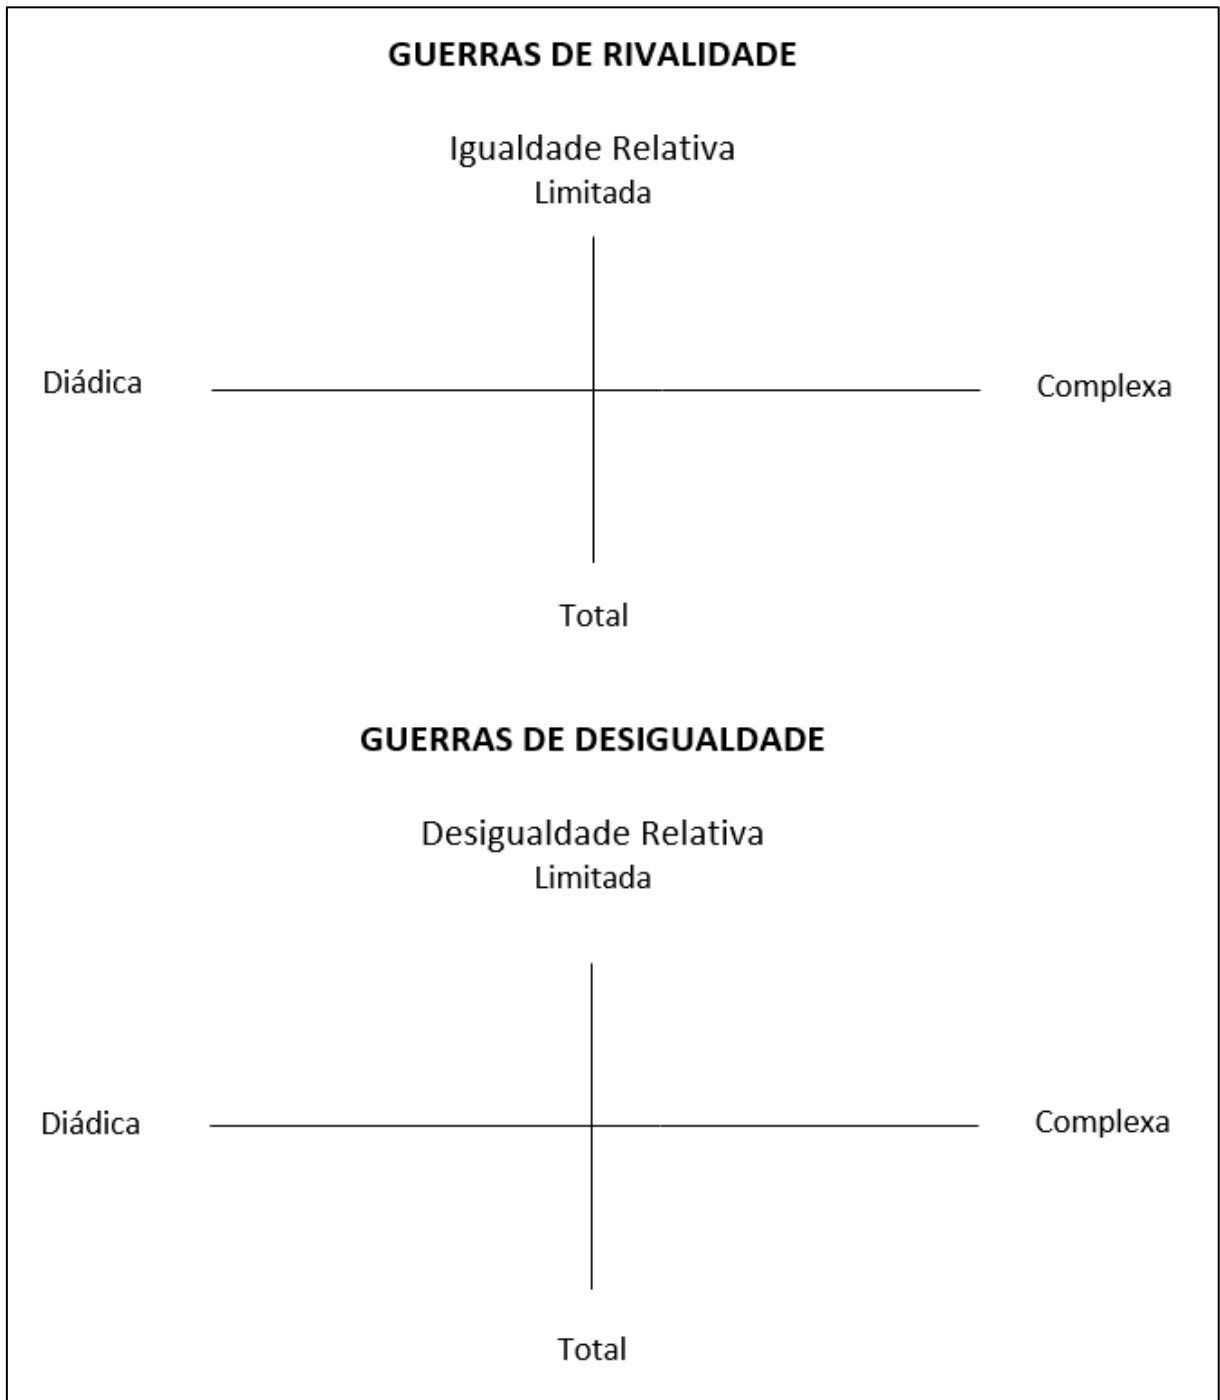 GUERRAS DE RIVALIDADE
Igualdade Relativa
Limitada
Diádica
Complexa
Total
GUERRAS DE DESIGUALDADE
Desigualdade Relativa
Limitada
Diádica
Complexa
Total